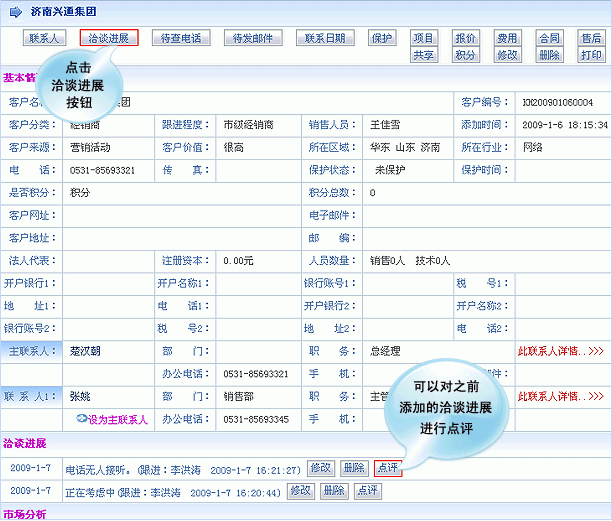 济南兴通集团
联系人 洽谈进展 待查电话 待发邮件 联系日期 保护 项目 报价 费用 合同 售后
共享 积分 修改 删除 打印
点击
洽谈进展
按钮
基本情
客户名 集团 客户编号： KH200901060004
客户分类： 经销商 跟进程度： 市级经销商 销售人员： 王佳雪 添加时间： 2009-1-6 18:15:34
客户来源： 营销活动 客户价值： 很高 所在区域： 华东 山东 济南 所在行业： 网络
电 话： 0531-85693321 传 真： 保护状态： 未保护 保护时间：
是否积分： 积分 积分总数： 0
客户网址： 电子邮件：
客户地址： 邮 编：
法人代表： 注册资本： 0.00元 人员数量： 销售0人 技术0人
开户银行1： 开户名称1： 银行账号1： 税 号1：
地 址1： 电 话1： 开户银行2： 开户名称2：
银行账号2： 税 号2： 地 址2： 电 话2：
主联系人： 楚汉朝 部 门： 职 务： 总经理 此联系人详情..>>>
办公电话： 0531-85693321 手 机： 件：
联 系 人1： 张姚 部 门： 销售部 职 务： 主管 此联系人详情..>>>
设为主联系人 办公电话： 0531-85693345 手 机：
可以对之前
添加的洽谈进展
进行点评
洽谈进展
2009-1-7 电话无人接听。(跟进：李洪涛 2009-1-7 16:21:27) 修改 删除 点评
2009-1-7 正在考虑中(跟进：李洪涛 2009-1-7 16:20:44) 修改 删除 点评
市场分析